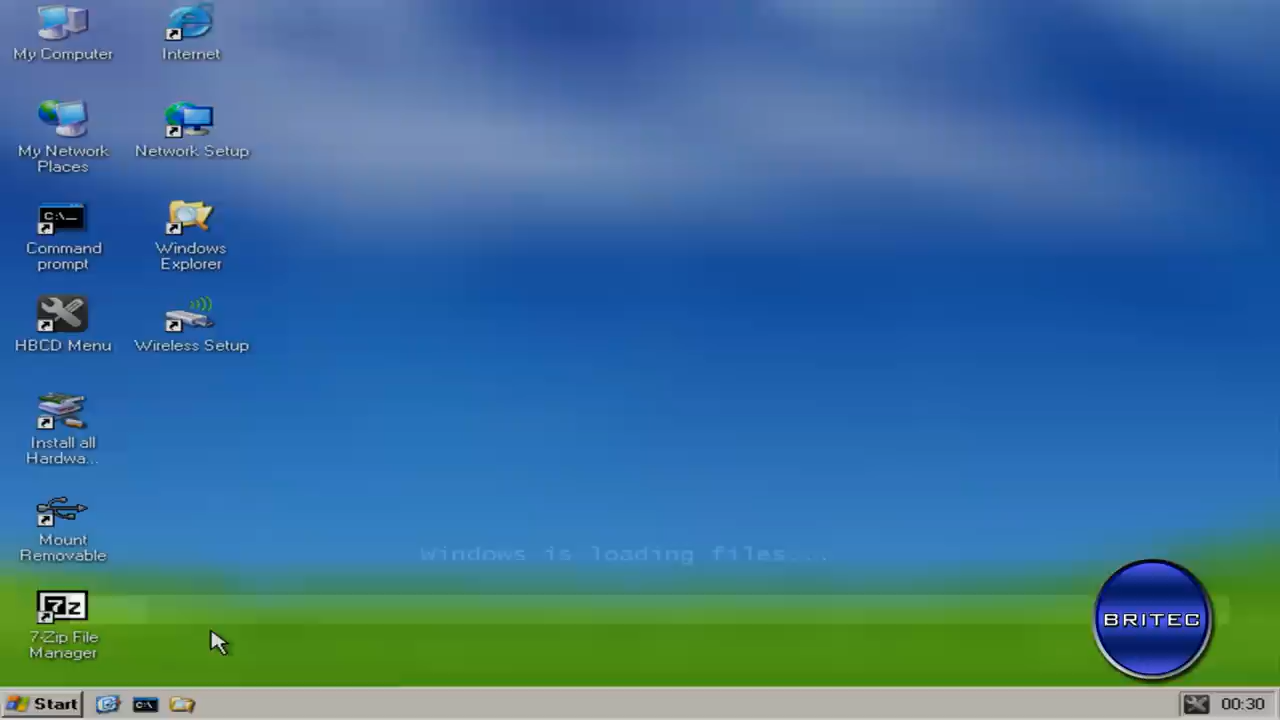 My Computer
Internet
My Network
Places
Network Setup
C:\_
Command
prompt
Windows
Explorer
HBCD Menu
Wireless Setup
Install all
Hardwa...
Mount
Removable
Windows is loading files...
7z
7-Zip File
Manager
BRITEC
Start
C:\
00:30